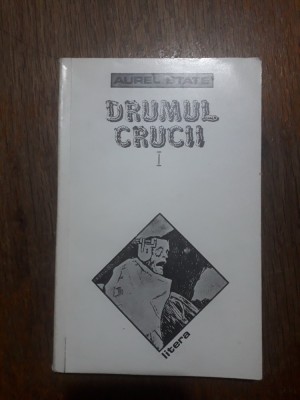 AUREL STATE
DRUMUL
CRUCII
I
litera